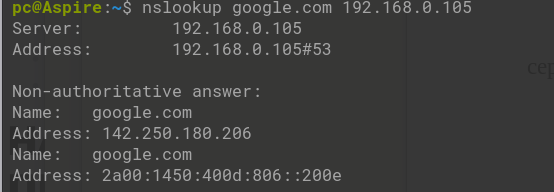 pc@Aspire:~$ nslookup google.com 192.168.0.105
Server:         192.168.0.105
Address:        192.168.0.105#53

Non-authoritative answer:
Name:   google.com
Address: 142.250.180.206
Name:   google.com
Address: 2a00:1450:400d:806::200e
сер